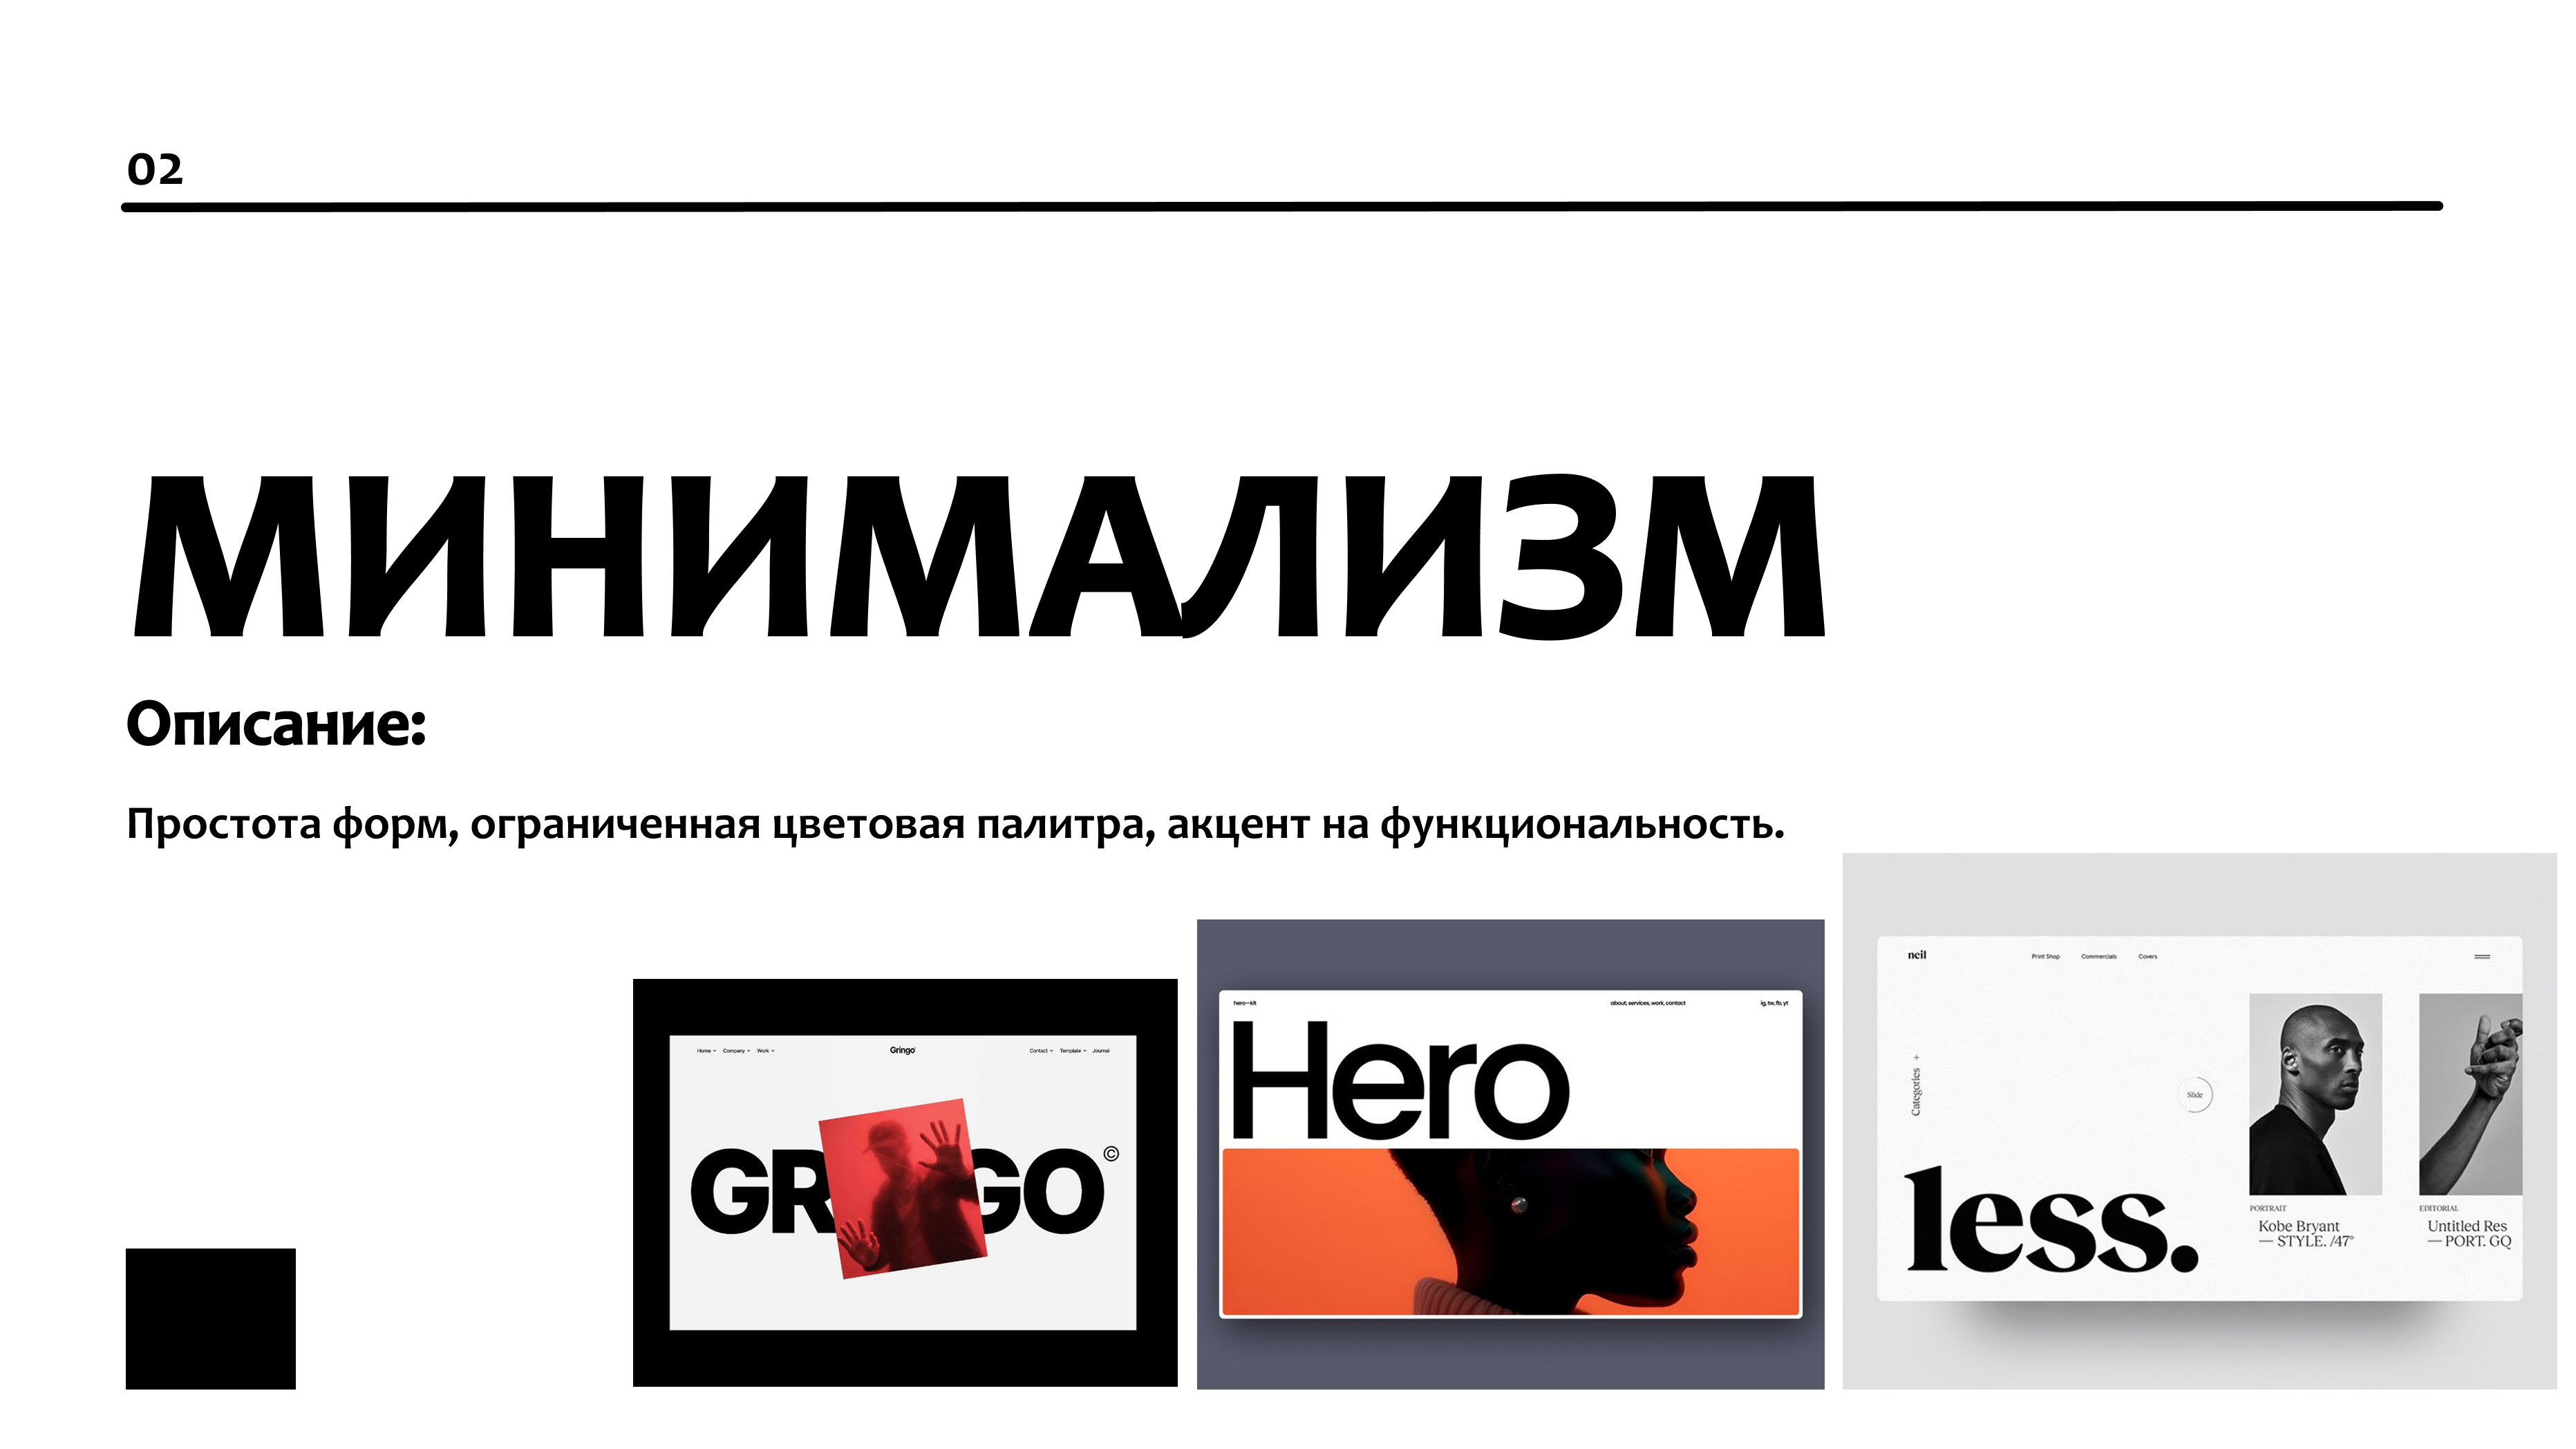 02
МИНИМАЛИЗМ
Описание:
Простота форм, ограниченная цветовая палитра, акцент на функциональность.
Home Company Work Gringo Contact Template Journal
GR GO ©
hero—kit about, services, work, contact ig, tw, fb, yt
Hero
neil Print Shop Commercials Covers
Categories +
Slide
less.
PORTRAIT
Kobe Bryant
— STYLE. /47°
EDITORIAL
Untitled Res
— PORT. GQ